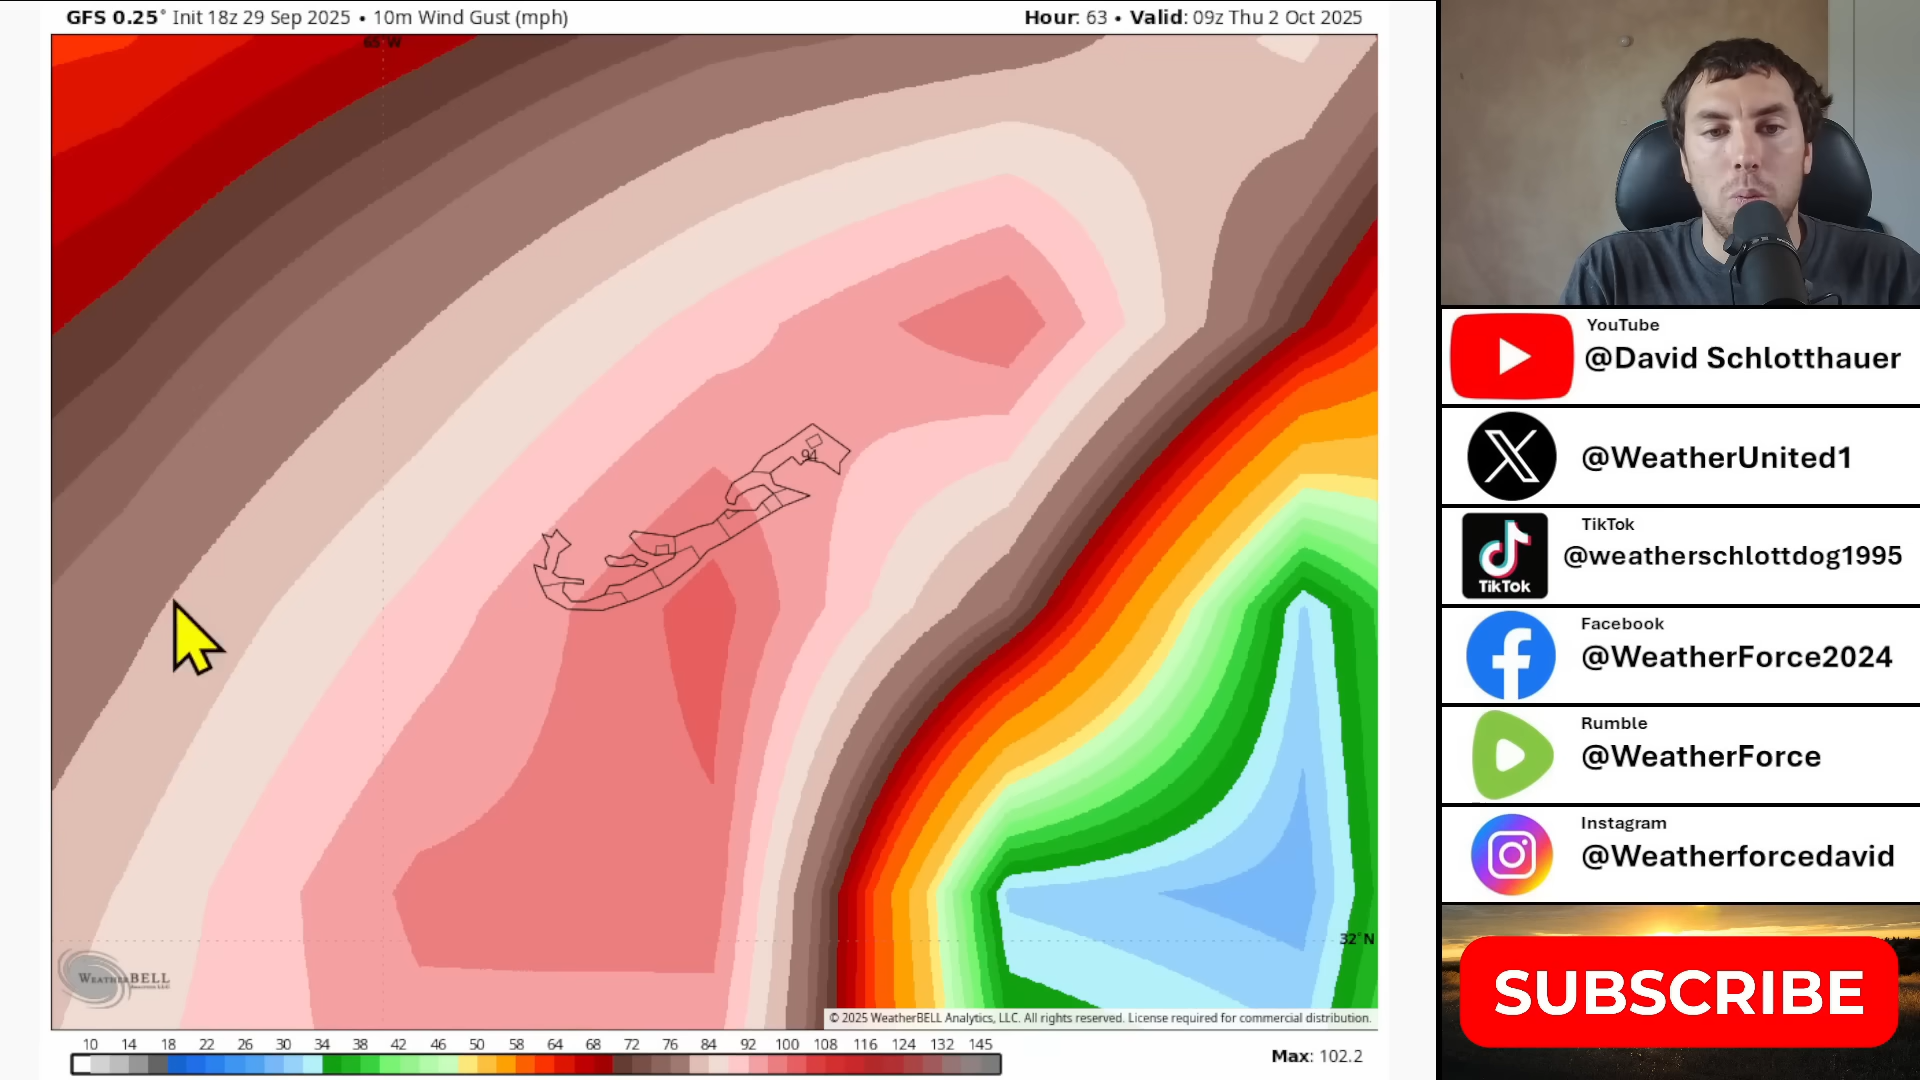 GFS 0.25° Init 18z 29 Sep 2025 • 10m Wind Gust (mph)
Hour: 63 • Valid: 09z Thu 2 Oct 2025
65°W
94
32°N
WEATHERBELL
© 2025 WeatherBELL Analytics, LLC. All rights reserved. License required for commercial distribution.
10 14 18 22 26 30 34 38 42 46 50 58 64 68 72 76 84 92 100 108 116 124 132 145
Max: 102.2
YouTube
@David Schlotthauer
@WeatherUnited1
TikTok
@weatherschlottdog1995
TikTok
Facebook
@WeatherForce2024
Rumble
@WeatherForce
Instagram
@Weatherforcedavid
SUBSCRIBE